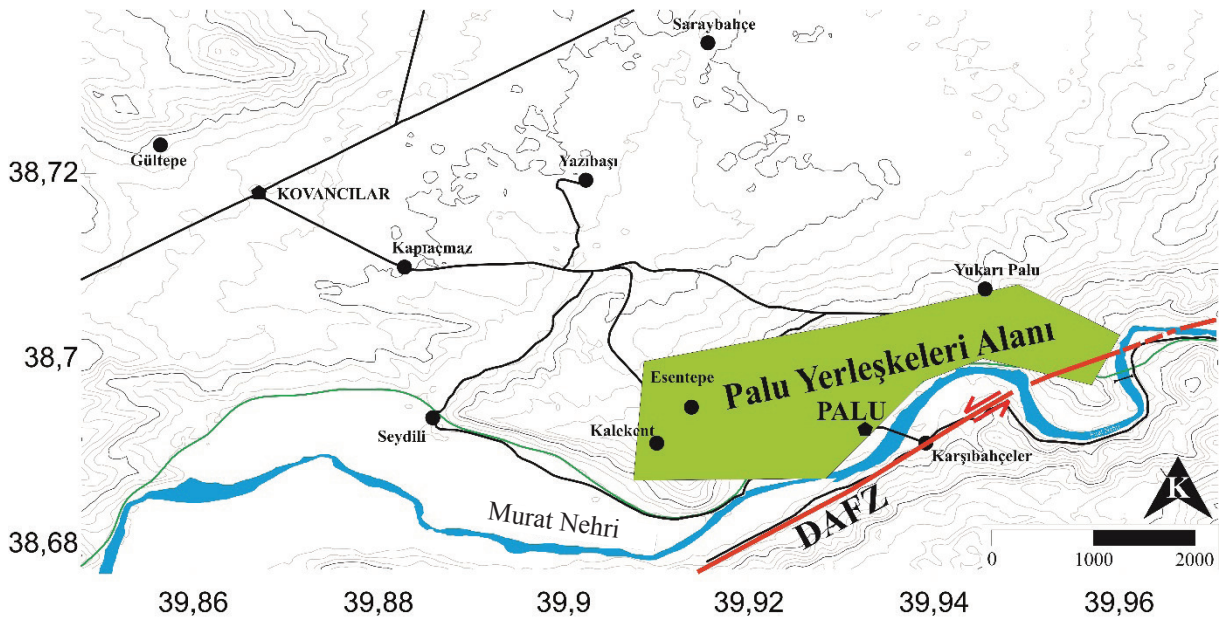 Saraybahçe
Gültepe
38,72
Yazıbaşı
KOVANCILAR
Kapıaçmaz
Yukarı Palu
38,7
Palu Yerleşkeleri Alanı
Esentepe
PALU
Seydili
Kalekent
Karşıbahçeler
K
Murat Nehri
DAFZ
38,68
0 1000 2000
39,86 39,88 39,9 39,92 39,94 39,96